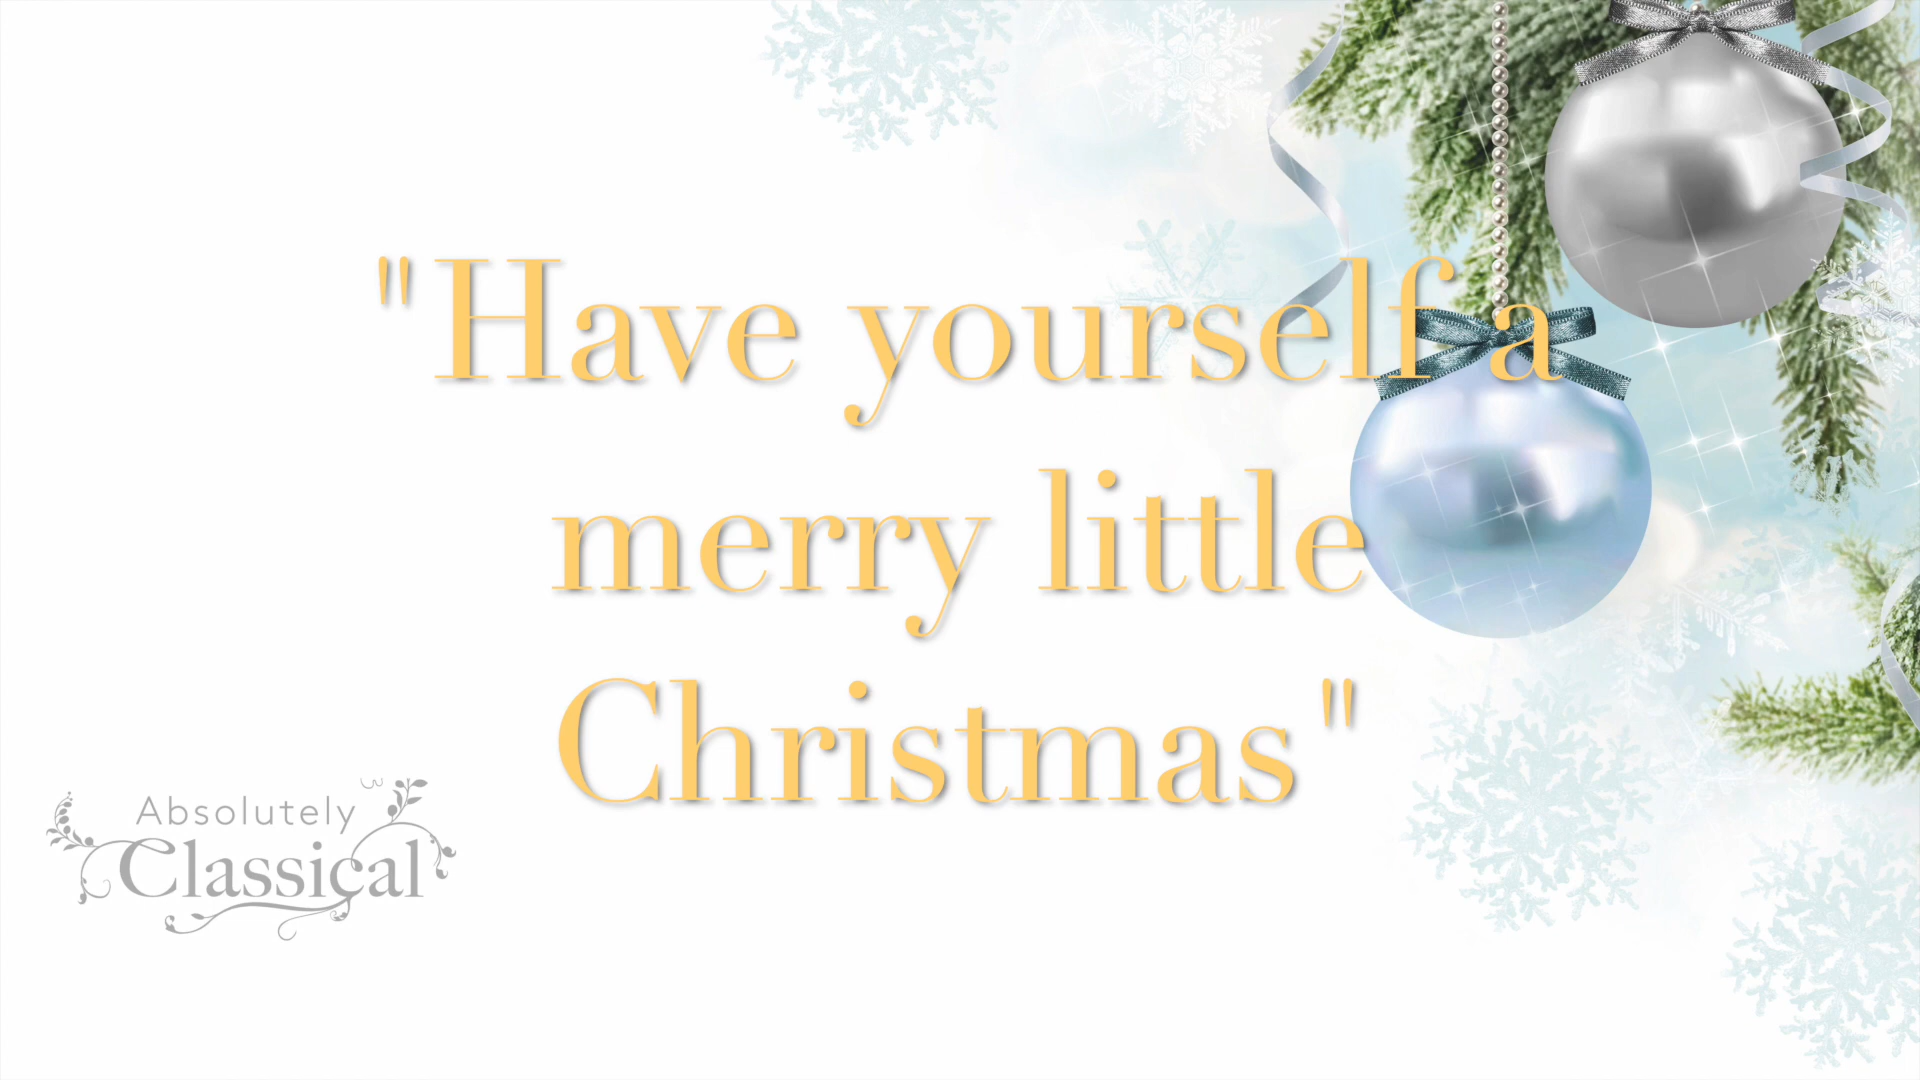 "Have yourself a
merry little
Christmas"
Absolutely
Classical